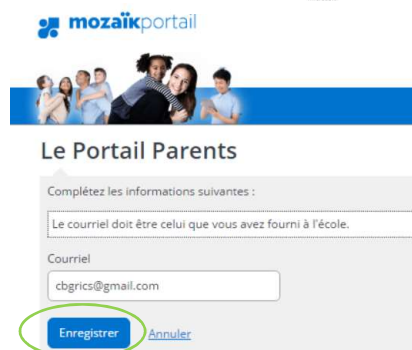 mozaïkportail
Le Portail Parents
Complétez les informations suivantes :
Le courriel doit être celui que vous avez fourni à l'école.
Courriel
cbgrics@gmail.com
Enregistrer Annuler